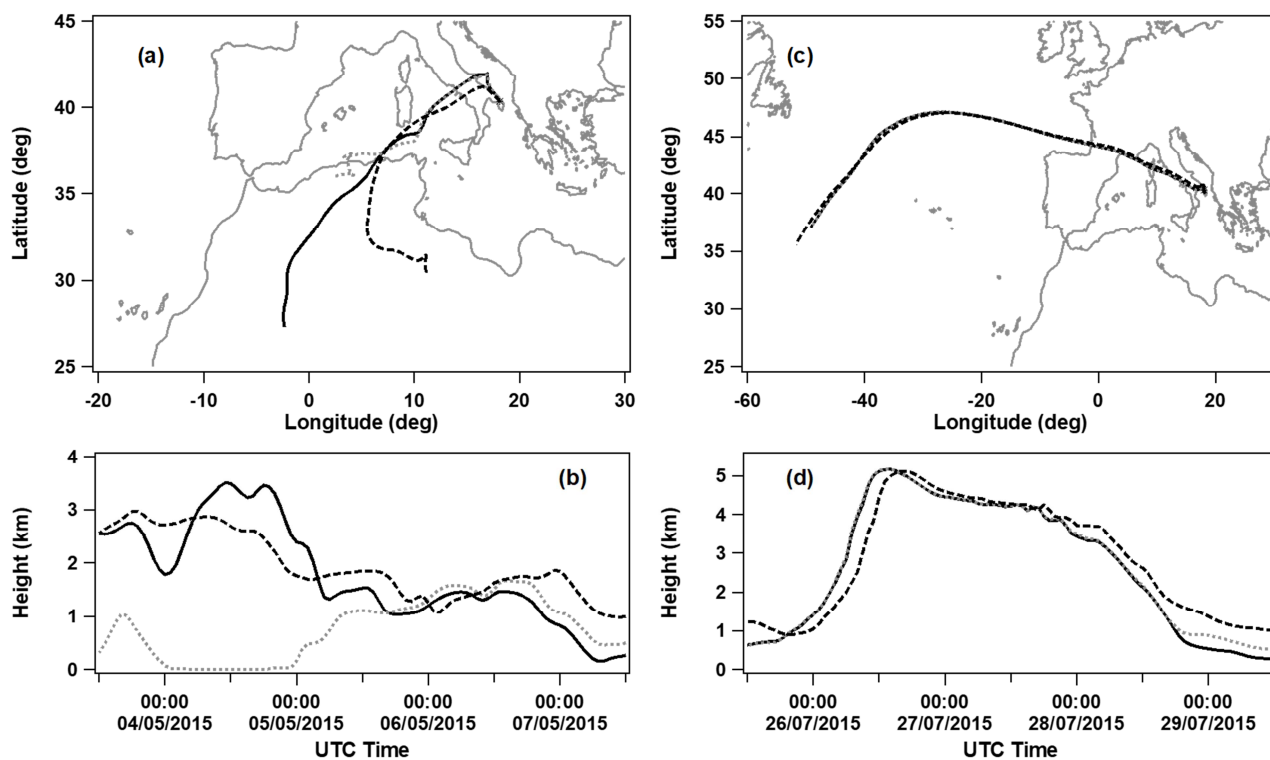 (a)
45
40
35
30
25
Latitude (deg)
-20 -10 0 10 20 30
Longitude (deg)
(c)
55
50
45
40
35
30
25
Latitude (deg)
-60 -40 -20 0 20
Longitude (deg)
(b)
4
3
2
1
0
Height (km)
00:00 00:00 00:00 00:00
04/05/2015 05/05/2015 06/05/2015 07/05/2015
UTC Time
(d)
5
4
3
2
1
0
Height (km)
00:00 00:00 00:00 00:00
26/07/2015 27/07/2015 28/07/2015 29/07/2015
UTC Time